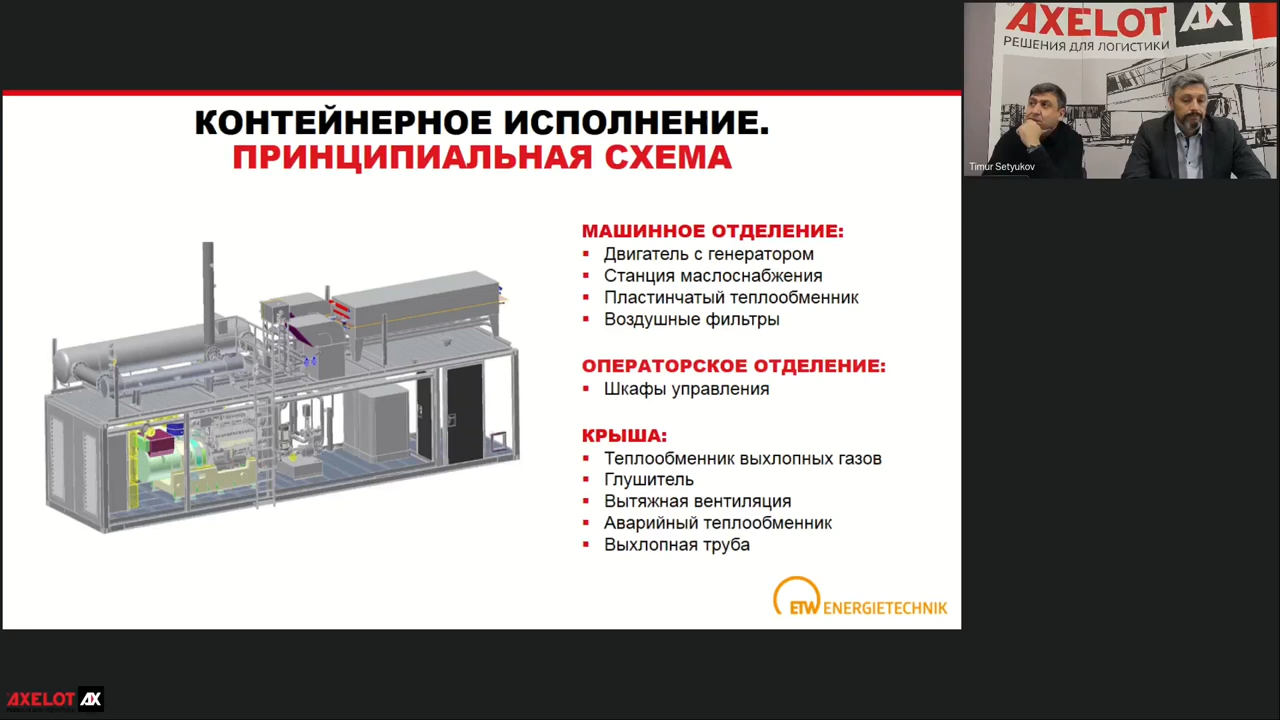 КОНТЕЙНЕРНОЕ ИСПОЛНЕНИЕ.
ПРИНЦИПИАЛЬНАЯ СХЕМА
МАШИННОЕ ОТДЕЛЕНИЕ:
Двигатель с генератором
Станция маслоснабжения
Пластинчатый теплообменник
Воздушные фильтры
ОПЕРАТОРСКОЕ ОТДЕЛЕНИЕ:
Шкафы управления
КРЫША:
Теплообменник выхлопных газов
Глушитель
Вытяжная вентиляция
Аварийный теплообменник
Выхлопная труба
ETW ENERGIETECHNIK
AXELOT AX
РЕШЕНИЯ ДЛЯ ЛОГИСТИКИ
Timur Setyukov
AXELOT AX